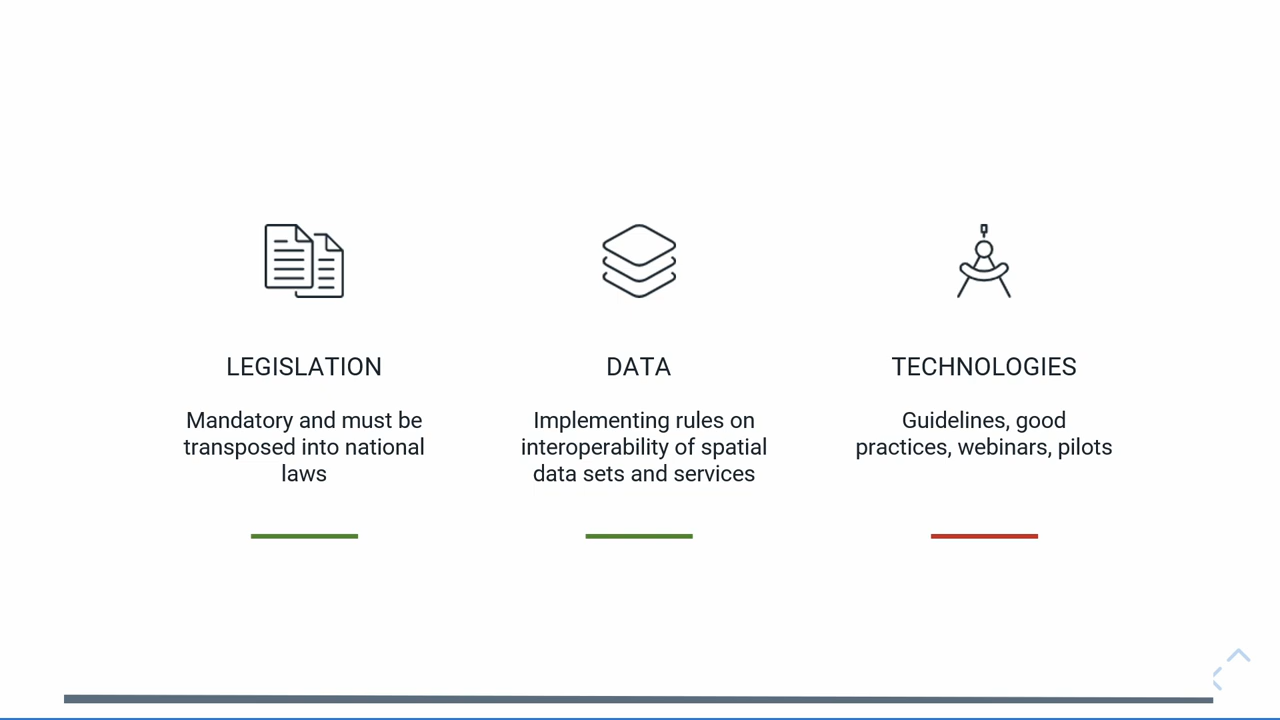 LEGISLATION
Mandatory and must be
transposed into national
laws
DATA
Implementing rules on
interoperability of spatial
data sets and services
TECHNOLOGIES
Guidelines, good
practices, webinars, pilots